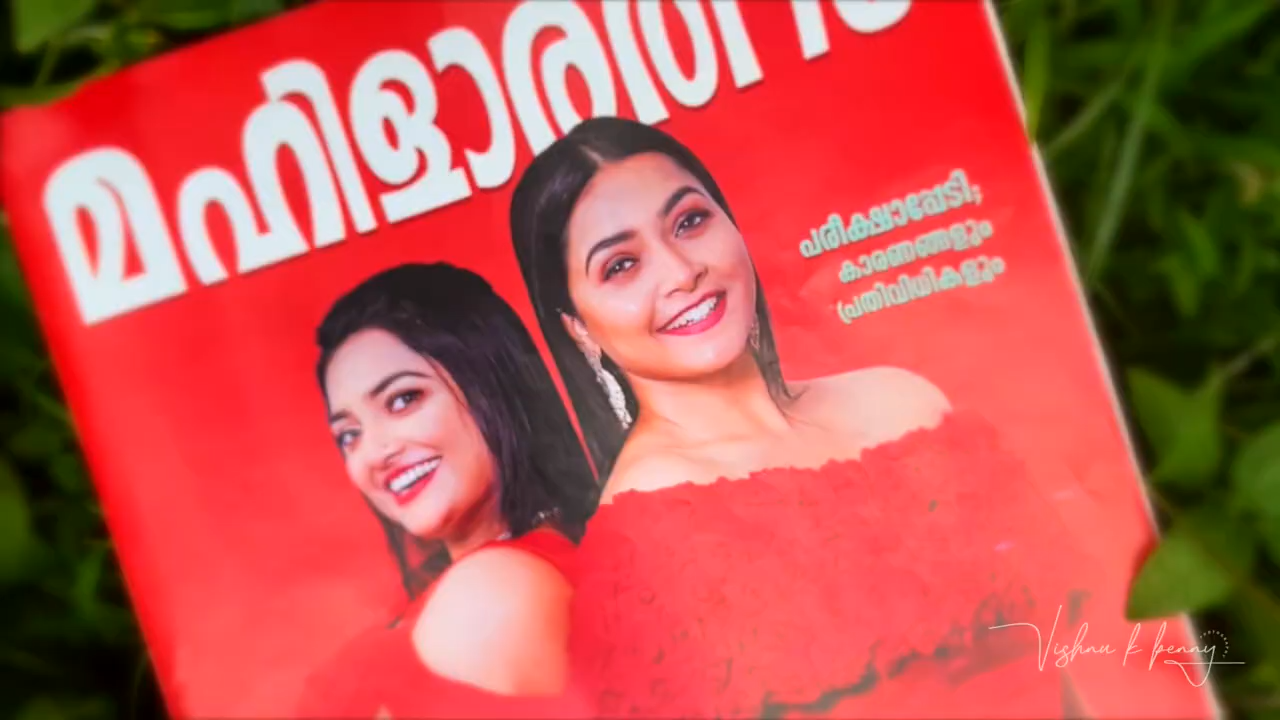 മഹിളാരത്നം
പരീക്ഷാപ്പേടി;
കാരണങ്ങളും
പ്രതിവിധികളും
Vishnu k benny